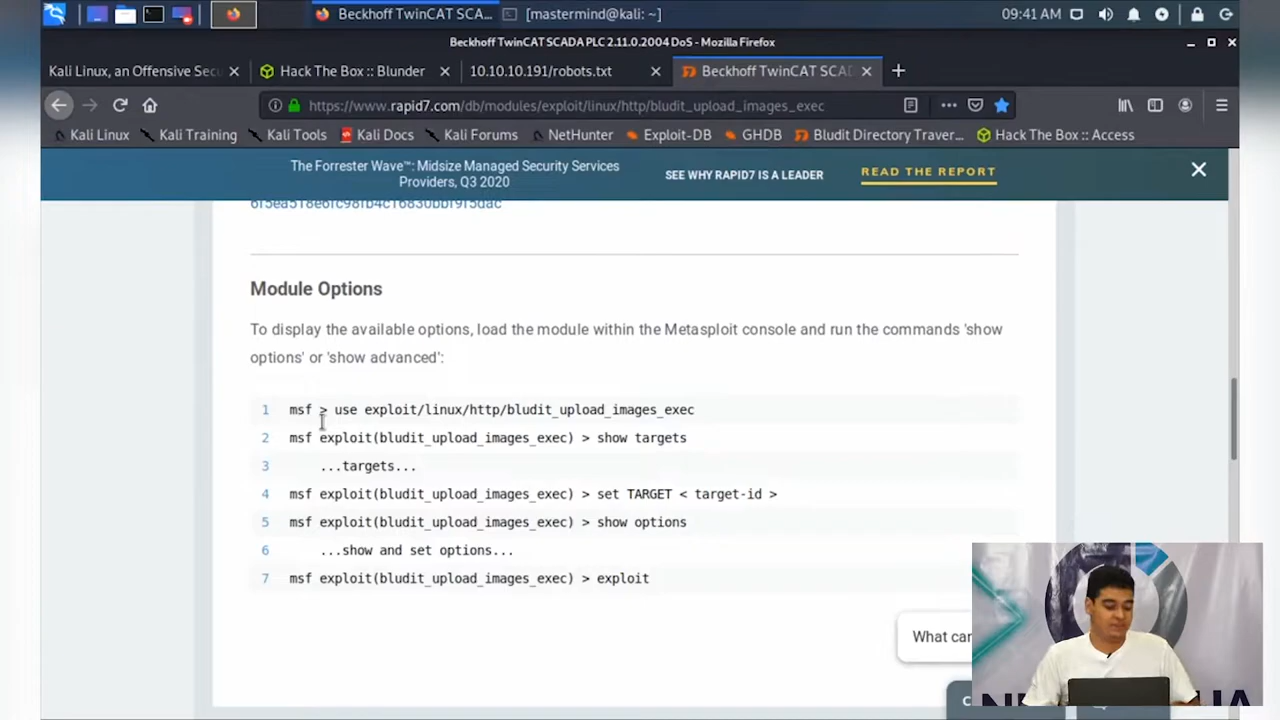 Beckhoff TwinCAT SCA...
[mastermind@kali: ~]
09:41 AM
Beckhoff TwinCAT SCADA PLC 2.11.0.2004 DoS - Mozilla Firefox
Kali Linux, an Offensive Secu
Hack The Box :: Blunder
10.10.10.191/robots.txt
Beckhoff TwinCAT SCAD
https://www.rapid7.com/db/modules/exploit/linux/http/bludit_upload_images_exec
Kali Linux
Kali Training
Kali Tools
Kali Docs
Kali Forums
NetHunter
Exploit-DB
GHDB
Bludit Directory Traver...
Hack The Box :: Access
The Forrester Wave™: Midsize Managed Security Services
Providers, Q3 2020
SEE WHY RAPID7 IS A LEADER
READ THE REPORT
Module Options
To display the available options, load the module within the Metasploit console and run the commands 'show
options' or 'show advanced':
1 msf > use exploit/linux/http/bludit_upload_images_exec
2 msf exploit(bludit_upload_images_exec) > show targets
3 ...targets...
4 msf exploit(bludit_upload_images_exec) > set TARGET < target-id >
5 msf exploit(bludit_upload_images_exec) > show options
6 ...show and set options...
7 msf exploit(bludit_upload_images_exec) > exploit
What can